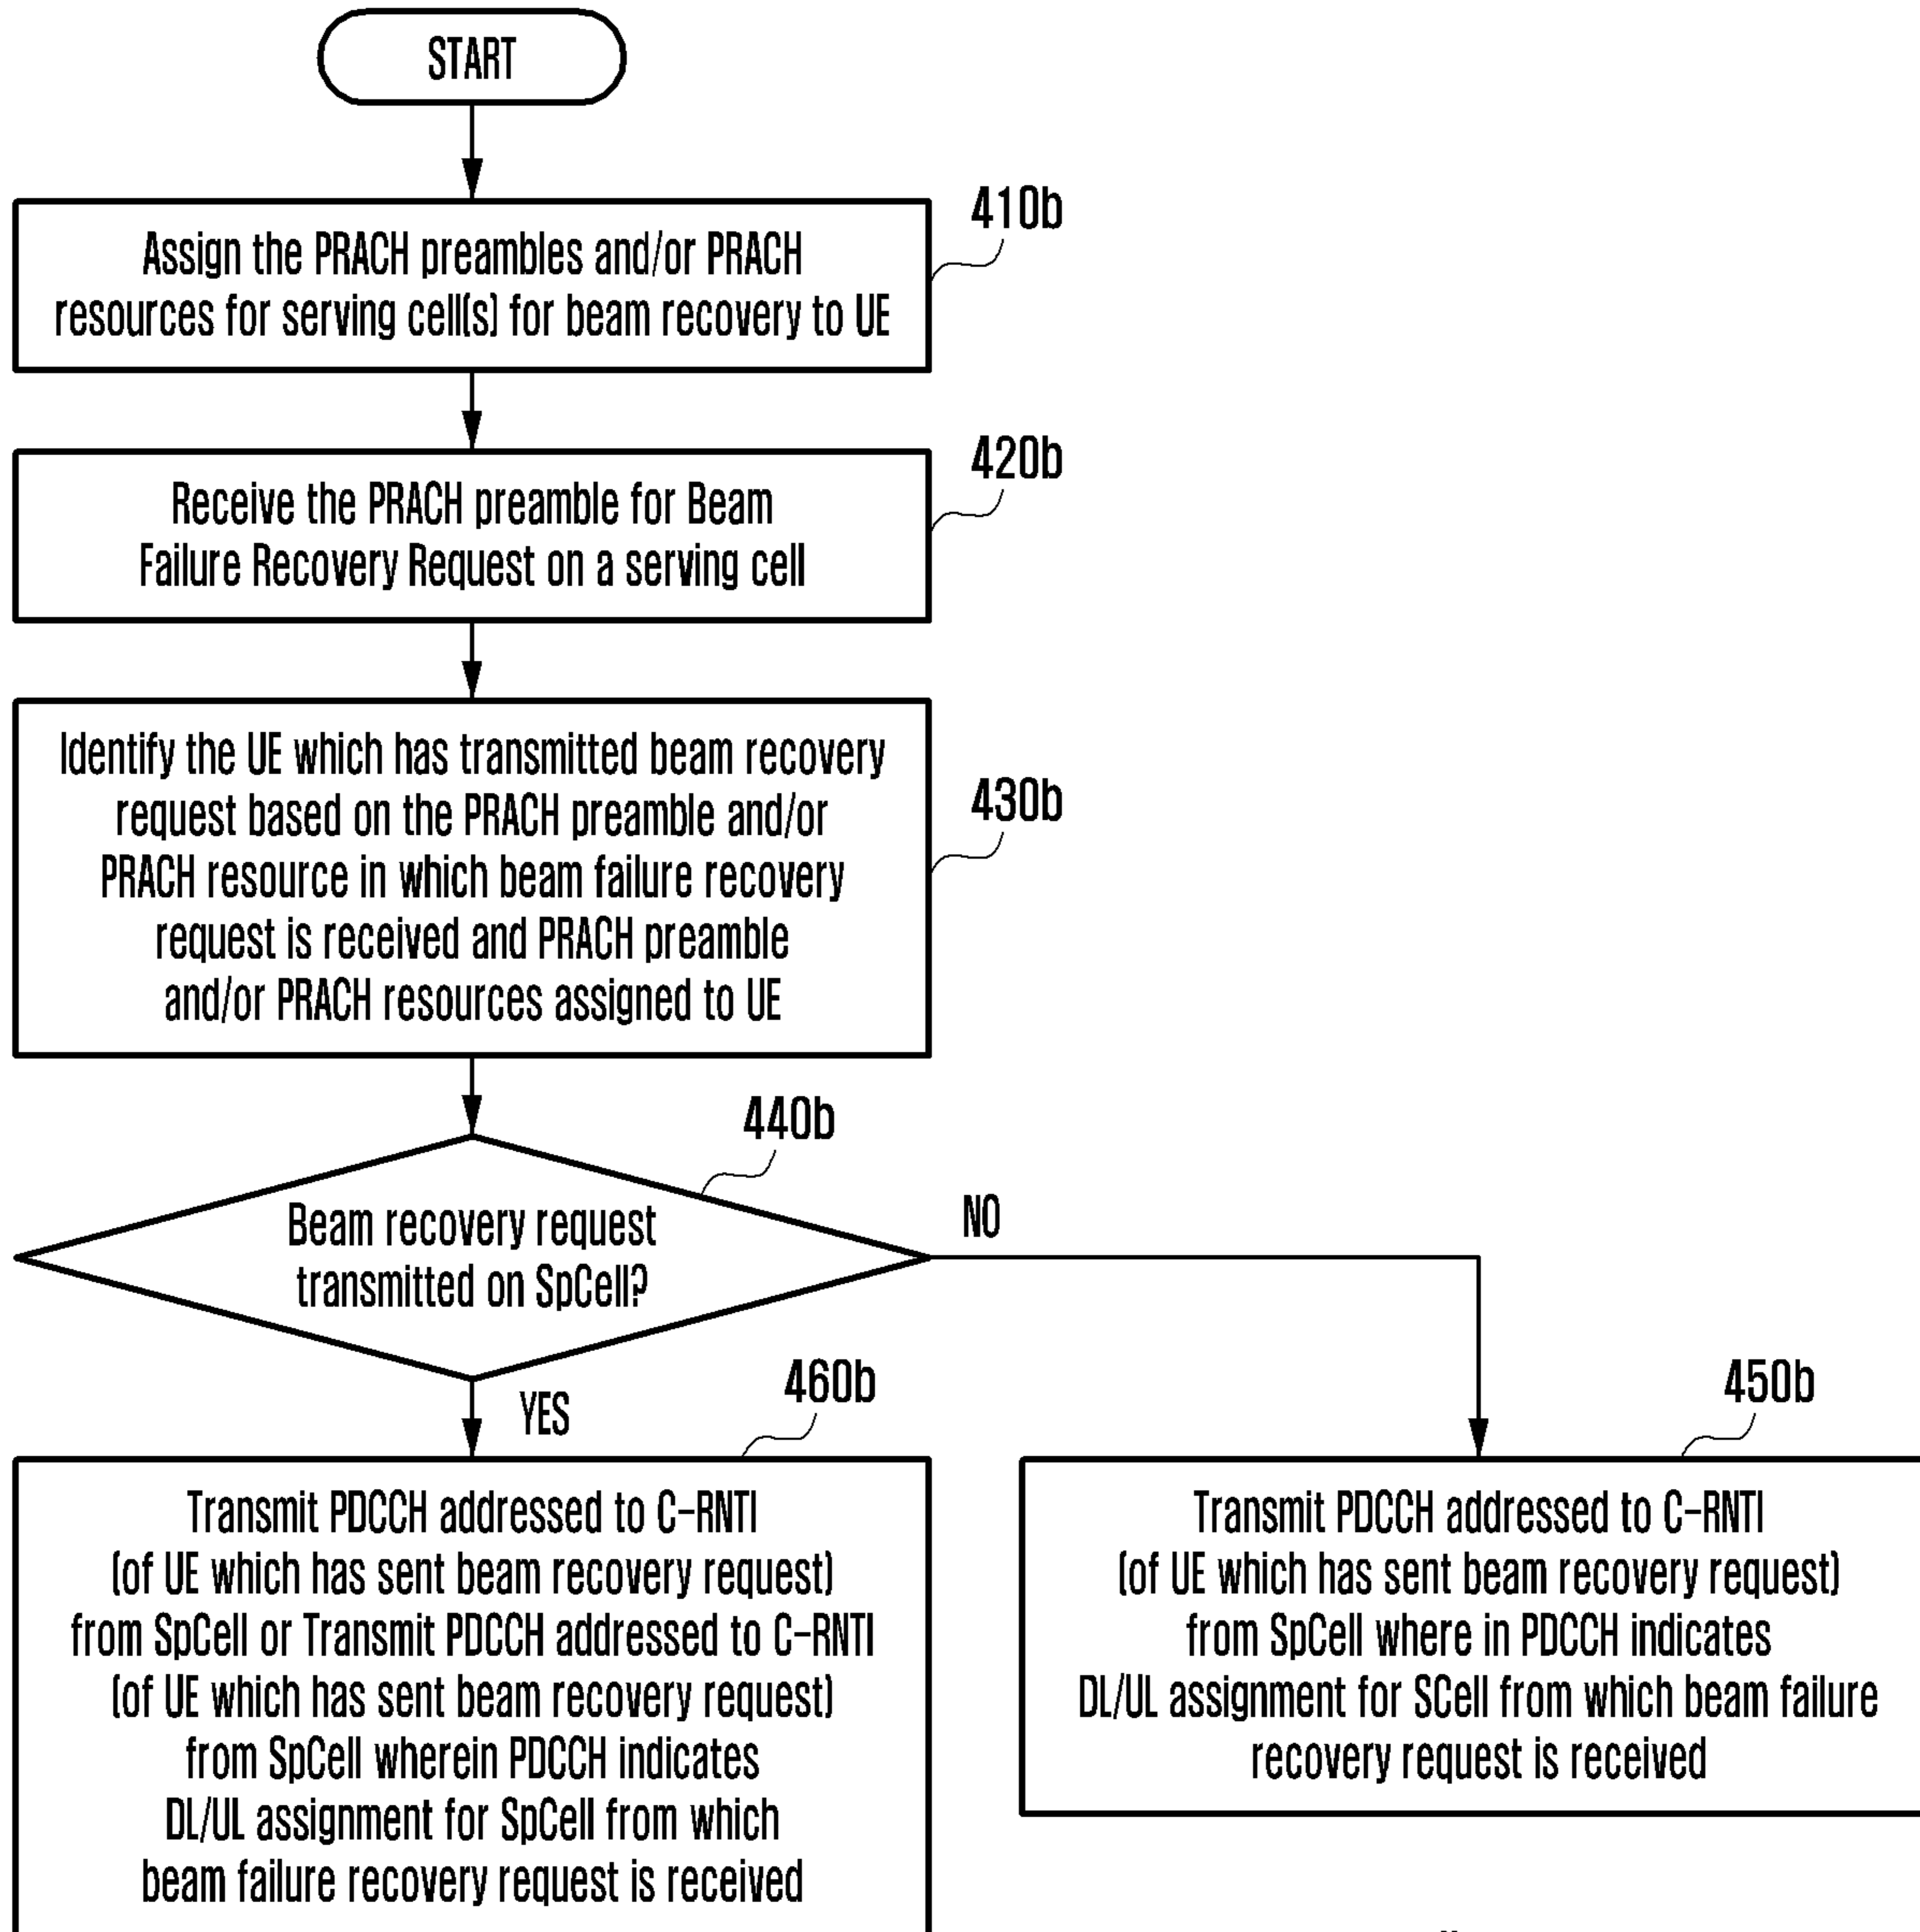 START
410b
Assign the PRACH preambles and/or PRACH
resources for serving cell(s) for beam recovery to UE
420b
Receive the PRACH preamble for Beam
Failure Recovery Request on a serving cell
430b
Identify the UE which has transmitted beam recovery
request based on the PRACH preamble and/or
PRACH resource in which beam failure recovery
request is received and PRACH preamble
and/or PRACH resources assigned to UE
440b
Beam recovery request
transmitted on SpCell?
NO
YES
460b
Transmit PDCCH addressed to C-RNTI
(of UE which has sent beam recovery request)
from SpCell or Transmit PDCCH addressed to C-RNTI
(of UE which has sent beam recovery request)
from SpCell wherein PDCCH indicates
DL/UL assignment for SpCell from which
beam failure recovery request is received
450b
Transmit PDCCH addressed to C-RNTI
(of UE which has sent beam recovery request)
from SpCell where in PDCCH indicates
DL/UL assignment for SCell from which beam failure
recovery request is received